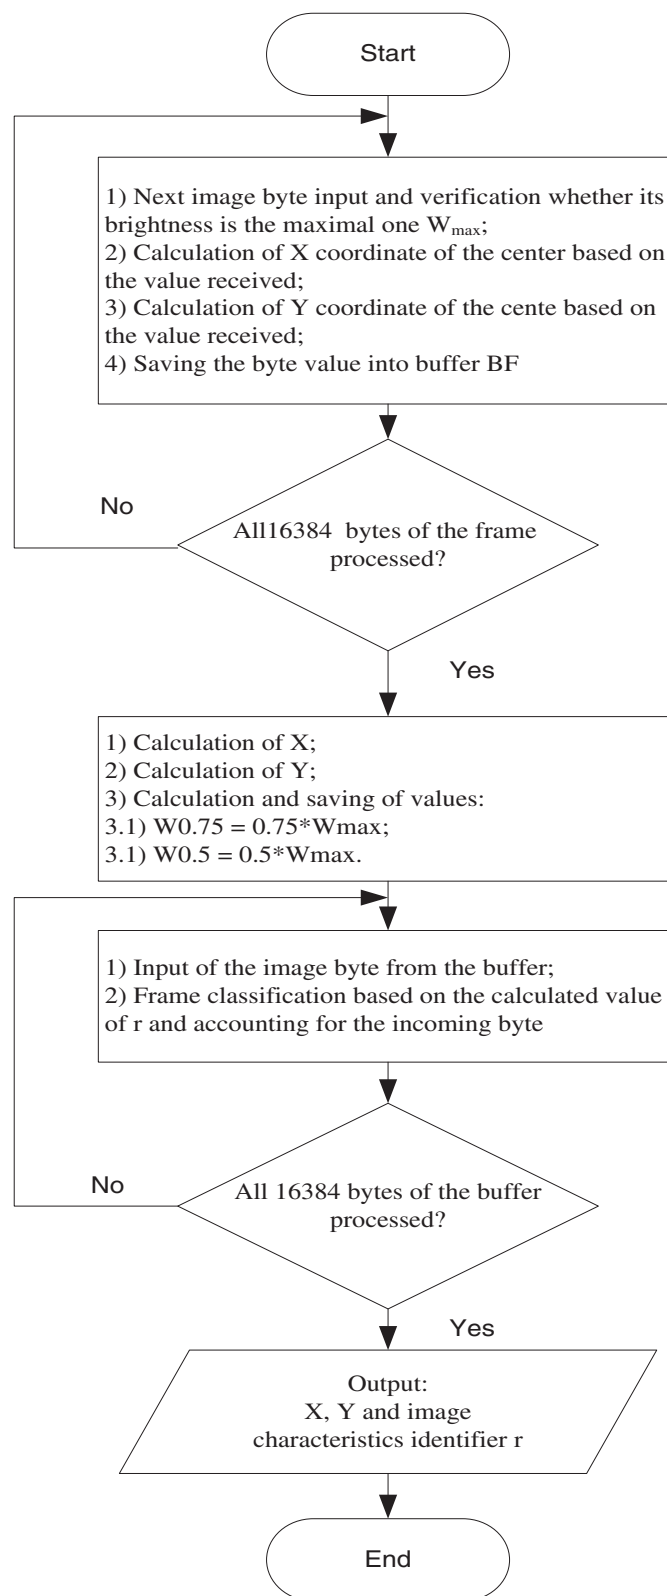 Start
1) Next image byte input and verification whether its
brightness is the maximal one Wmax;
2) Calculation of X coordinate of the center based on
the value received;
3) Calculation of Y coordinate of the cente based on
the value received;
4) Saving the byte value into buffer BF
No
All16384 bytes of the frame
processed?
Yes
1) Calculation of X;
2) Calculation of Y;
3) Calculation and saving of values:
3.1) W0.75 = 0.75*Wmax;
3.1) W0.5 = 0.5*Wmax.
1) Input of the image byte from the buffer;
2) Frame classification based on the calculated value
of r and accounting for the incoming byte
No
All 16384 bytes of the buffer
processed?
Yes
Output:
X, Y and image
characteristics identifier r
End